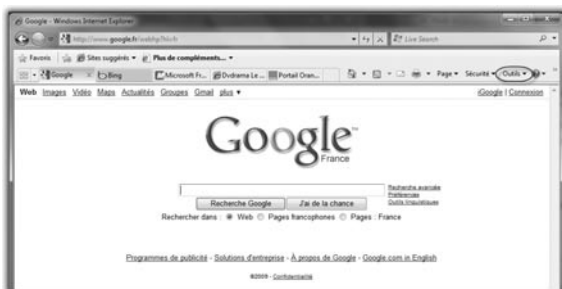 Google - Windows Internet Explorer
http://www.google.fr/webhp?hl=fr
Live Search
Favoris Sites suggérés Plus de compléments...
Google Bing Microsoft Fr... Dvdrama Le ... Portail Oran... Page Sécurité Outils
Web Images Vidéo Maps Actualités Groupes Gmail plus iGoogle | Connexion
Google™
France
Recherche avancée
Préférences
Outils linguistiques
Recherche Google J'ai de la chance
Rechercher dans : Web Pages francophones Pages : France
Programmes de publicité - Solutions d'entreprise - À propos de Google - Google.com in English
©2009 - Confidentialité